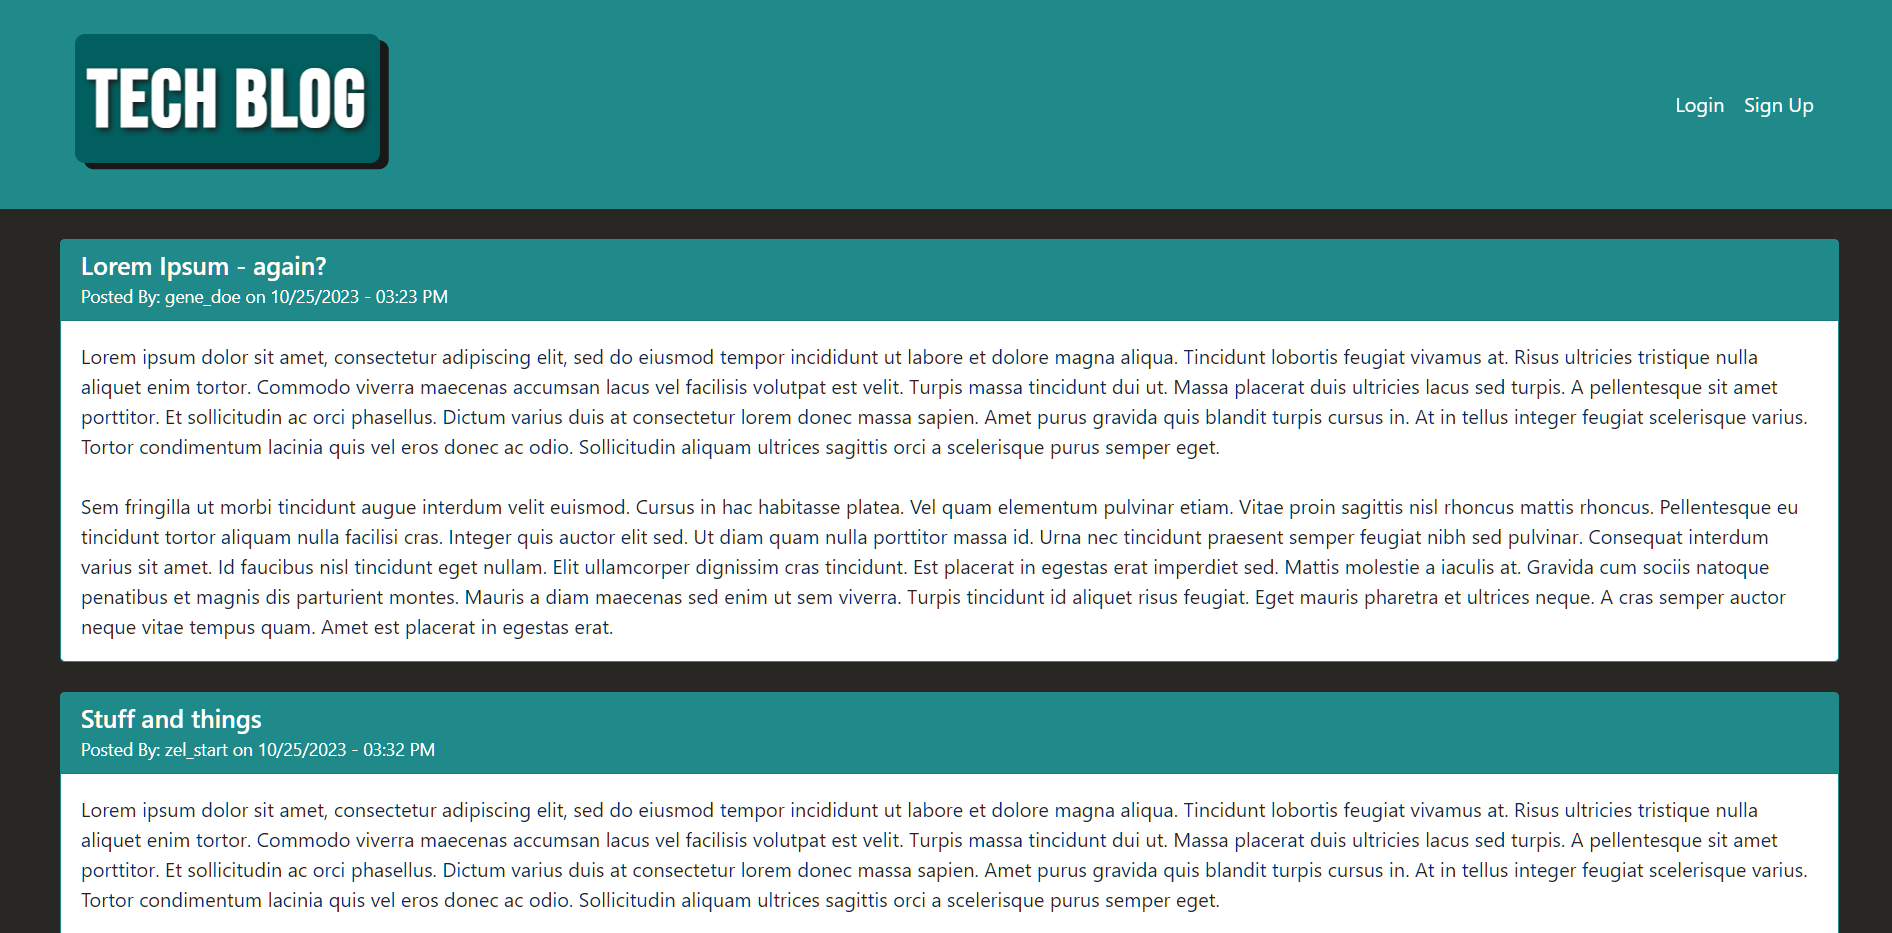 TECH BLOG
Login Sign Up
Lorem Ipsum - again?
Posted By: gene_doe on 10/25/2023 - 03:23 PM
Lorem ipsum dolor sit amet, consectetur adipiscing elit, sed do eiusmod tempor incididunt ut labore et dolore magna aliqua. Tincidunt lobortis feugiat vivamus at. Risus ultricies tristique nulla
aliquet enim tortor. Commodo viverra maecenas accumsan lacus vel facilisis volutpat est velit. Turpis massa tincidunt dui ut. Massa placerat duis ultricies lacus sed turpis. A pellentesque sit amet
porttitor. Et sollicitudin ac orci phasellus. Dictum varius duis at consectetur lorem donec massa sapien. Amet purus gravida quis blandit turpis cursus in. At in tellus integer feugiat scelerisque varius.
Tortor condimentum lacinia quis vel eros donec ac odio. Sollicitudin aliquam ultrices sagittis orci a scelerisque purus semper eget.
Sem fringilla ut morbi tincidunt augue interdum velit euismod. Cursus in hac habitasse platea. Vel quam elementum pulvinar etiam. Vitae proin sagittis nisl rhoncus mattis rhoncus. Pellentesque eu
tincidunt tortor aliquam nulla facilisi cras. Integer quis auctor elit sed. Ut diam quam nulla porttitor massa id. Urna nec tincidunt praesent semper feugiat nibh sed pulvinar. Consequat interdum
varius sit amet. Id faucibus nisl tincidunt eget nullam. Elit ullamcorper dignissim cras tincidunt. Est placerat in egestas erat imperdiet sed. Mattis molestie a iaculis at. Gravida cum sociis natoque
penatibus et magnis dis parturient montes. Mauris a diam maecenas sed enim ut sem viverra. Turpis tincidunt id aliquet risus feugiat. Eget mauris pharetra et ultrices neque. A cras semper auctor
neque vitae tempus quam. Amet est placerat in egestas erat.
Stuff and things
Posted By: zel_start on 10/25/2023 - 03:32 PM
Lorem ipsum dolor sit amet, consectetur adipiscing elit, sed do eiusmod tempor incididunt ut labore et dolore magna aliqua. Tincidunt lobortis feugiat vivamus at. Risus ultricies tristique nulla
aliquet enim tortor. Commodo viverra maecenas accumsan lacus vel facilisis volutpat est velit. Turpis massa tincidunt dui ut. Massa placerat duis ultricies lacus sed turpis. A pellentesque sit amet
porttitor. Et sollicitudin ac orci phasellus. Dictum varius duis at consectetur lorem donec massa sapien. Amet purus gravida quis blandit turpis cursus in. At in tellus integer feugiat scelerisque varius.
Tortor condimentum lacinia quis vel eros donec ac odio. Sollicitudin aliquam ultrices sagittis orci a scelerisque purus semper eget.